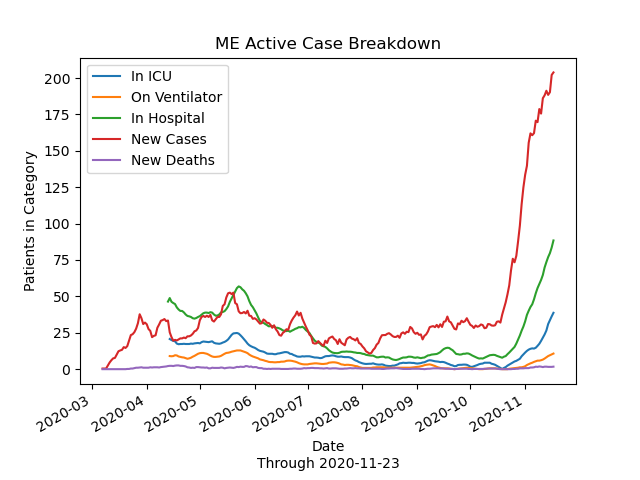 ME Active Case Breakdown
In ICU
On Ventilator
In Hospital
New Cases
New Deaths
Patients in Category
200
175
150
125
100
75
50
25
0
2020-03
2020-04
2020-05
2020-06
2020-07
2020-08
2020-09
2020-10
2020-11
Date
Through 2020-11-23